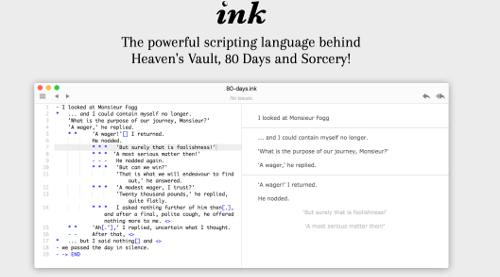 ink
The powerful scripting language behind
Heaven's Vault, 80 Days and Sorcery!
80-days.ink
No issues.
1 - I looked at Monsieur Fogg
2 * ... and I could contain myself no longer.
3 'What is the purpose of our journey, Monsieur?'
4 'A wager,' he replied.
5 * * 'A wager!'[] I returned.
6 He nodded.
7 * * * 'But surely that is foolishness!'
8 * * * 'A most serious matter then!'
9 - - - He nodded again.
10 * * * 'But can we win?'
11 'That is what we will endeavour to find
out,' he answered.
12 * * * 'A modest wager, I trust?'
13 'Twenty thousand pounds,' he replied,
quite flatly.
14 * * * I asked nothing further of him then[.],
and after a final, polite cough, he offered
nothing more to me. <>
15 * * 'Ah[.'],' I replied, uncertain what I thought.
16 - - After that, <>
17 * ... but I said nothing[] and <>
18 - we passed the day in silence.
19 - -> END
I looked at Monsieur Fogg
... and I could contain myself no longer.
'What is the purpose of our journey, Monsieur?'
'A wager,' he replied.
'A wager!' I returned.
He nodded.
'But surely that is foolishness!'
'A most serious matter then!'